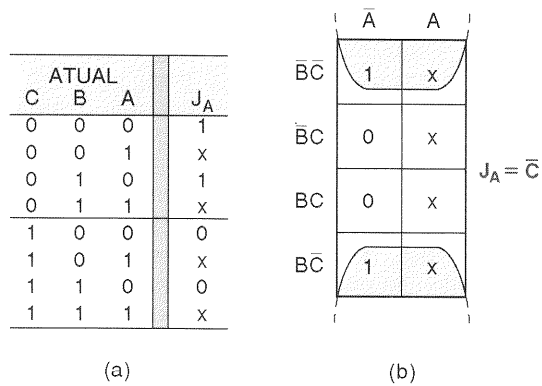 ATUAL
C B A J_A
0 0 0 1
0 0 1 x
0 1 0 1
0 1 1 x
1 0 0 0
1 0 1 x
1 1 0 0
1 1 1 x
(a)
A̅ A
B̅C̅ 1 x
B̅C 0 x
BC 0 x
BC̅ 1 x
J_A = C̅
(b)